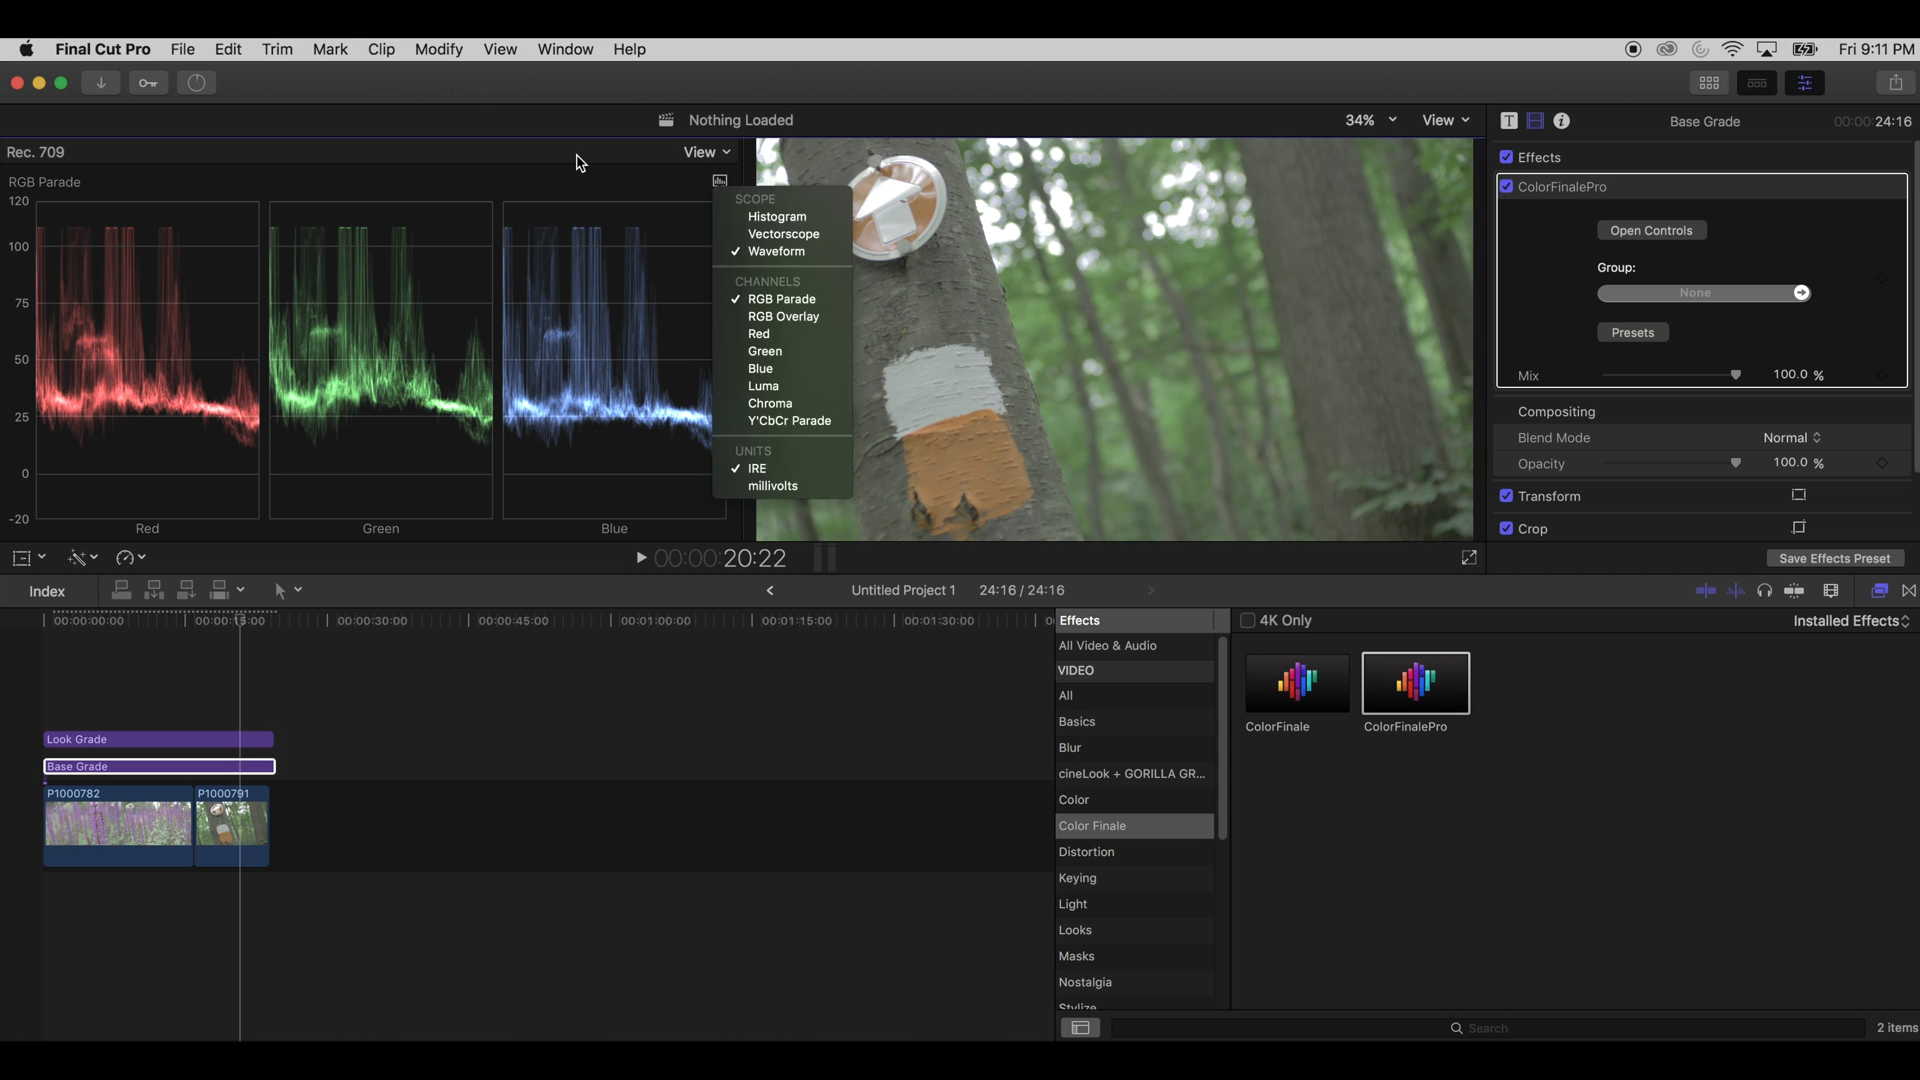 Final Cut Pro File Edit Trim Mark Clip Modify View Window Help
Fri 9:11 PM
Nothing Loaded
34%
View
Rec. 709
View
RGB Parade
120
100
75
50
25
0
-20
Red
Green
Blue
SCOPE
Histogram
Vectorscope
✓ Waveform
CHANNELS
✓ RGB Parade
RGB Overlay
Red
Green
Blue
Luma
Chroma
Y'CbCr Parade
UNITS
✓ IRE
millivolts
Base Grade
00:00:24:16
Effects
ColorFinalePro
Open Controls
Group:
None
Presets
Mix
100.0 %
Compositing
Blend Mode
Normal
Opacity
100.0 %
Transform
Crop
Save Effects Preset
00:00:20:22
Index
Untitled Project 1
24:16 / 24:16
00:00:00:00
00:00:15:00
00:00:30:00
00:00:45:00
00:01:00:00
00:01:15:00
00:01:30:00
Look Grade
Base Grade
P1000782
P1000791
Effects
All Video & Audio
VIDEO
All
Basics
Blur
cineLook + GORILLA GR...
Color
Color Finale
Distortion
Keying
Light
Looks
Masks
Nostalgia
Stylize
4K Only
Installed Effects
ColorFinale
ColorFinalePro
Search
2 items